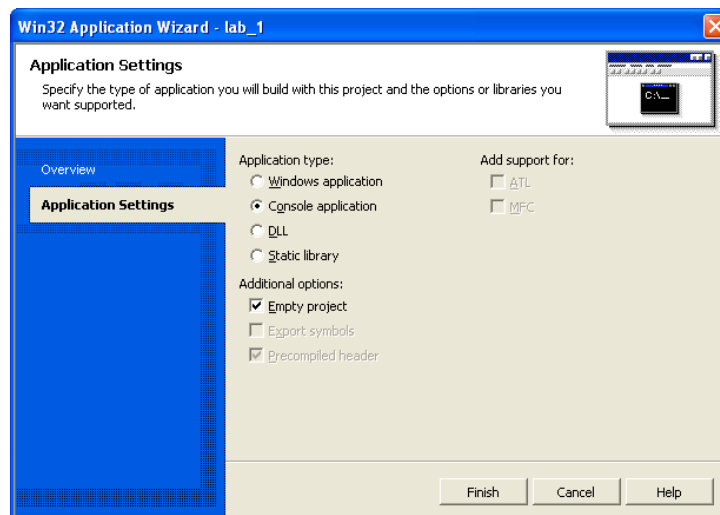 Win32 Application Wizard - lab_1
Application Settings
Specify the type of application you will build with this project and the options or libraries you
want supported.
C:\_
Overview
Application Settings
Application type:
Windows application
Console application
DLL
Static library
Additional options:
Empty project
Export symbols
Precompiled header
Add support for:
ATL
MFC
Finish
Cancel
Help